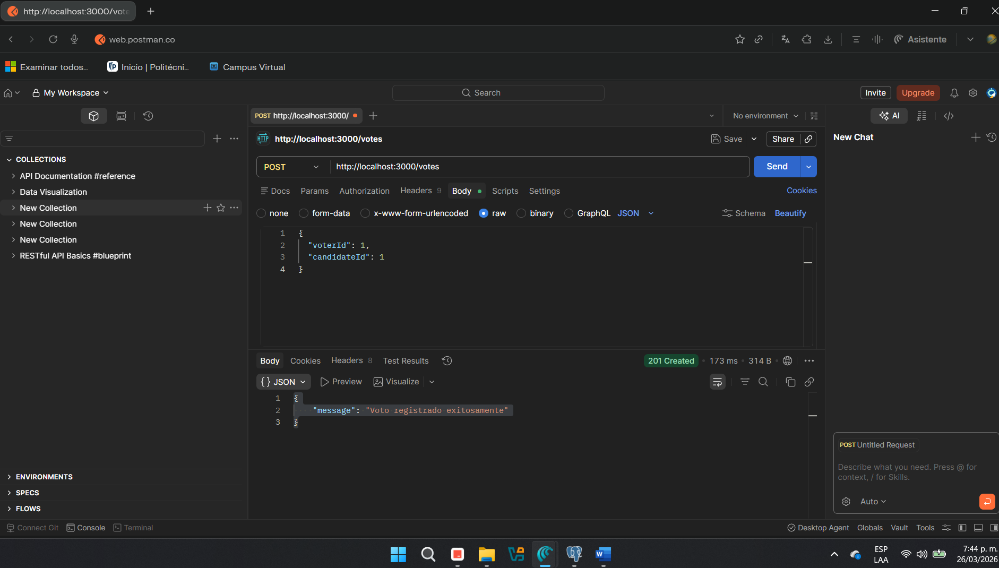 http://localhost:3000/vote
web.postman.co
Asistente
Examinar todos...
Inicio | Politécni...
Campus Virtual
My Workspace
Search
Invite
Upgrade
POST http://localhost:3000/
No environment
AI
HTTP http://localhost:3000/votes
Save
Share
New Chat
COLLECTIONS
API Documentation #reference
Data Visualization
New Collection
New Collection
New Collection
RESTful API Basics #blueprint
POST
http://localhost:3000/votes
Send
Docs Params Authorization Headers 9 Body Scripts Settings
Cookies
none form-data x-www-form-urlencoded raw binary GraphQL JSON
Schema Beautify
1 {
2 "voterId": 1,
3 "candidateId": 1
4 }
Body Cookies Headers 8 Test Results
201 Created • 173 ms • 314 B
{} JSON Preview Visualize
1 {
2 "message": "Voto registrado exitosamente"
3 }
POST Untitled Request
Describe what you need. Press @ for
context, / for Skills.
Auto
ENVIRONMENTS
SPECS
FLOWS
Connect Git Console Terminal
Desktop Agent Globals Vault Tools
ESP
LAA
7:44 p. m.
26/03/2026